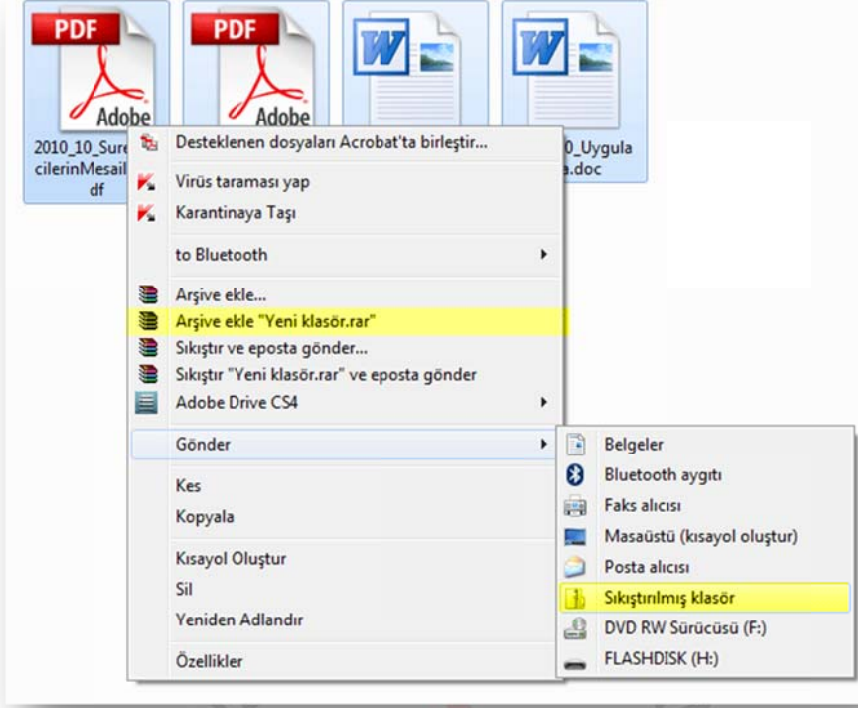 PDF PDF
Adobe Adobe
2010_10_Sure
cilerinMesail
df
0_Uygula
a.doc
Desteklenen dosyaları Acrobat'ta birleştir...
Virüs taraması yap
Karantinaya Taşı
to Bluetooth
Arşive ekle...
Arşive ekle "Yeni klasör.rar"
Sıkıştır ve eposta gönder...
Sıkıştır "Yeni klasör.rar" ve eposta gönder
Adobe Drive CS4
Gönder
Kes
Kopyala
Kısayol Oluştur
Sil
Yeniden Adlandır
Özellikler
Belgeler
Bluetooth aygıtı
Faks alıcısı
Masaüstü (kısayol oluştur)
Posta alıcısı
Sıkıştırılmış klasör
DVD RW Sürücüsü (F:)
FLASHDISK (H:)